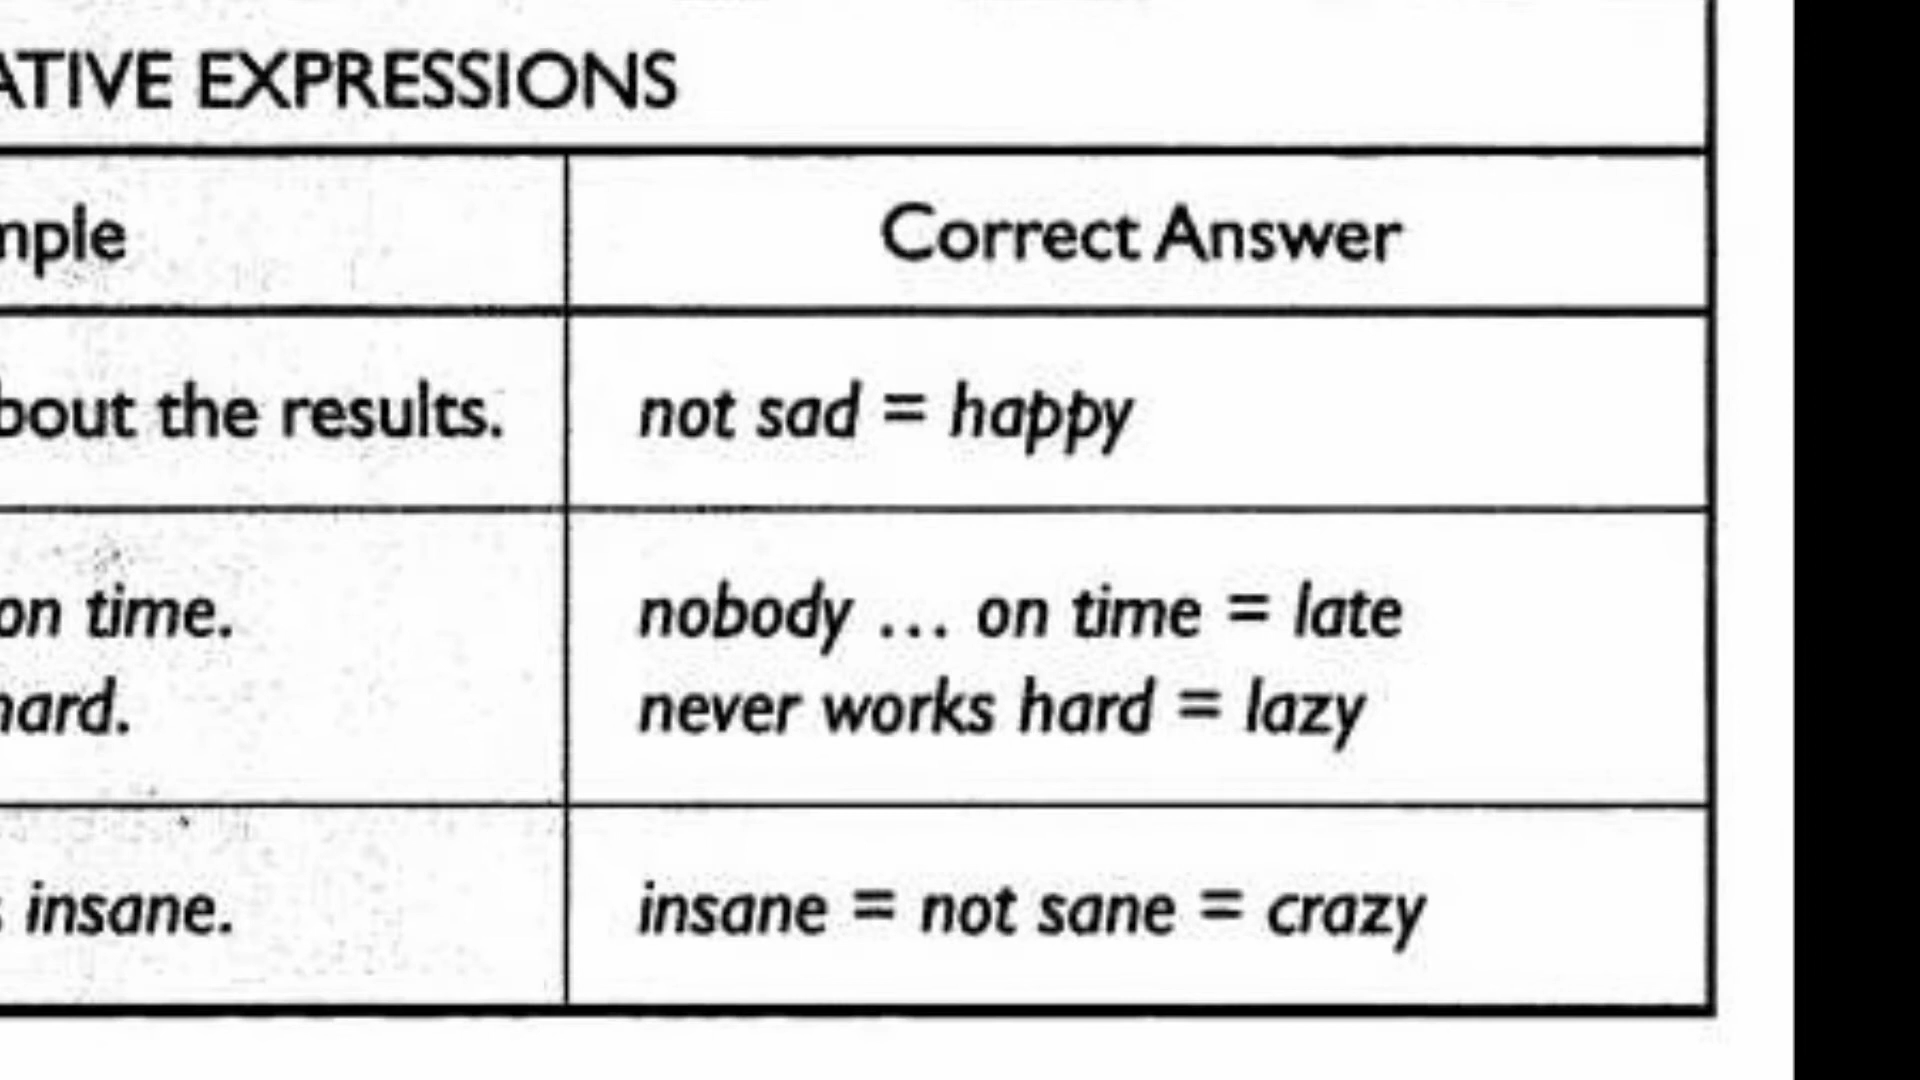 ATIVE EXPRESSIONS
mple
Correct Answer
bout the results.
not sad = happy
on time.
hard.
nobody ... on time = late
never works hard = lazy
s insane.
insane = not sane = crazy